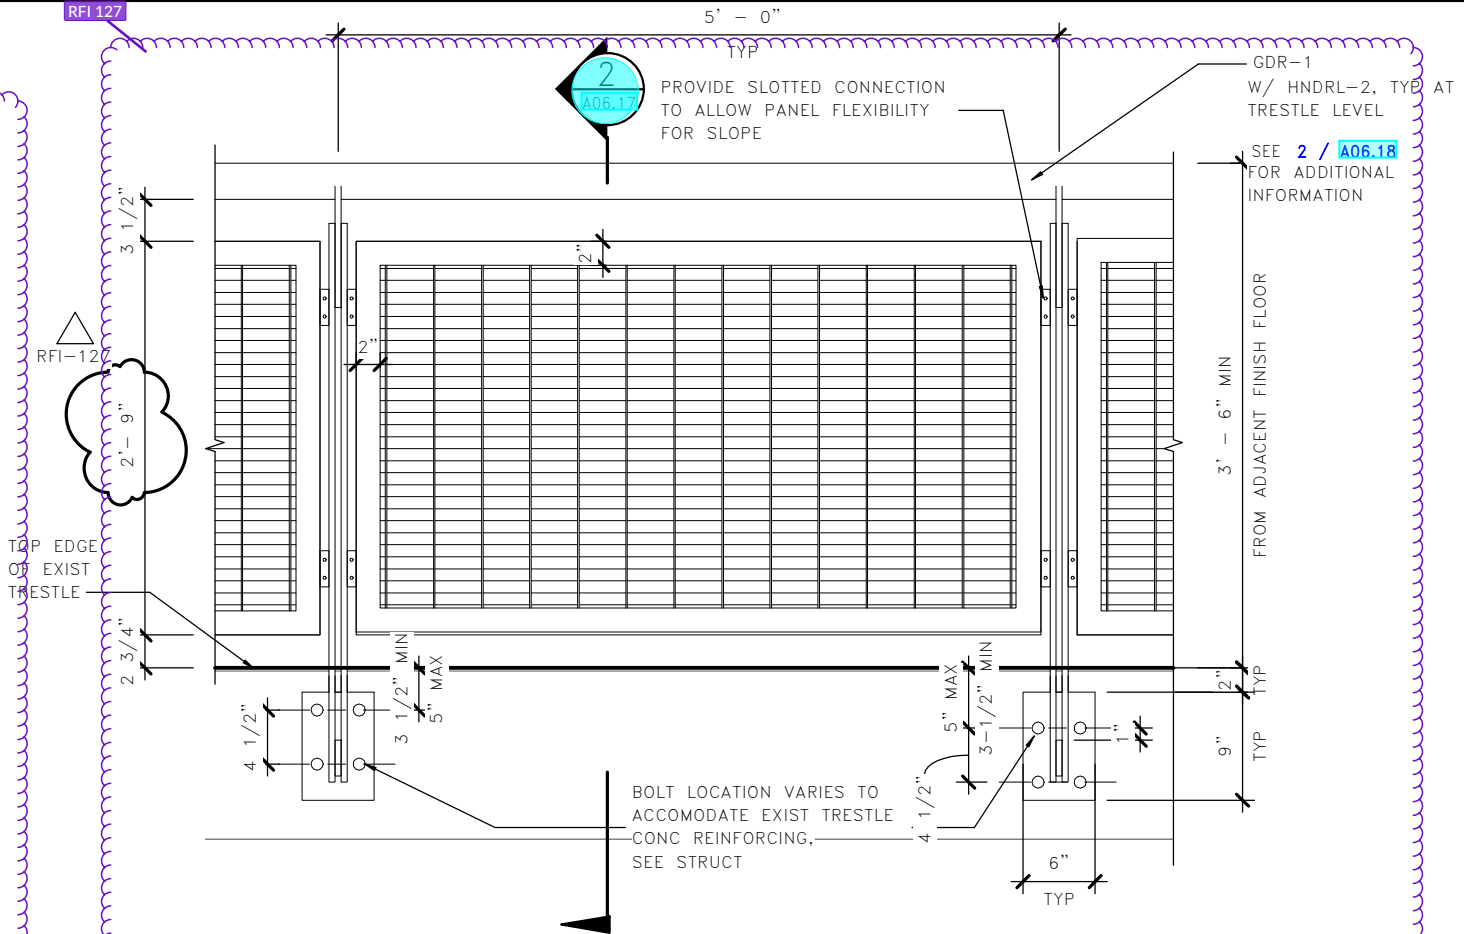 RFI 127
5' - 0"
TYP
2
A06.17
PROVIDE SLOTTED CONNECTION
TO ALLOW PANEL FLEXIBILITY
FOR SLOPE
GDR-1
W/ HNDRL-2, TYP AT
TRESTLE LEVEL
SEE 2 / A06.18
FOR ADDITIONAL
INFORMATION
3 1/2"
2"
2"
RFI-127
2'- 9"
3' - 6" MIN
FROM ADJACENT FINISH FLOOR
TOP EDGE
OF EXIST
TRESTLE
2 3/4"
3 1/2" MIN
5" MAX
5" MAX
3-1/2" MIN
2"
TYP
4 1/2"
1"
9"
TYP
4 1/2"
BOLT LOCATION VARIES TO
ACCOMODATE EXIST TRESTLE
CONC REINFORCING,
SEE STRUCT
6"
TYP